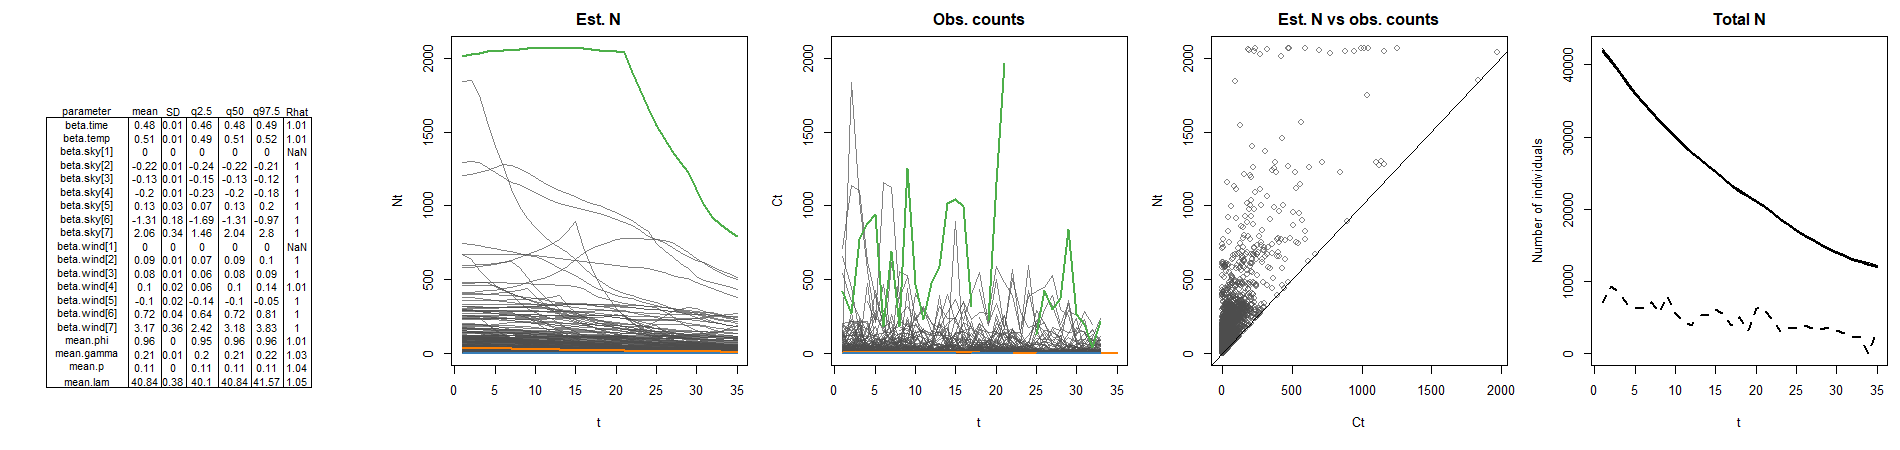 parameter mean SD q2.5 q50 q97.5 Rhat
beta.time 0.48 0.01 0.46 0.48 0.49 1.01
beta.temp 0.51 0.01 0.49 0.51 0.52 1.01
beta.sky[1] 0 0 0 0 0 NaN
beta.sky[2] -0.22 0.01 -0.24 -0.22 -0.21 1
beta.sky[3] -0.13 0.01 -0.15 -0.13 -0.12 1
beta.sky[4] -0.2 0.01 -0.23 -0.2 -0.18 1
beta.sky[5] 0.13 0.03 0.07 0.13 0.2 1
beta.sky[6] -1.31 0.18 -1.69 -1.31 -0.97 1
beta.sky[7] 2.06 0.34 1.46 2.04 2.8 1
beta.wind[1] 0 0 0 0 0 NaN
beta.wind[2] 0.09 0.01 0.07 0.09 0.1 1
beta.wind[3] 0.08 0.01 0.06 0.08 0.09 1
beta.wind[4] 0.1 0.02 0.06 0.1 0.14 1.01
beta.wind[5] -0.1 0.02 -0.14 -0.1 -0.05 1
beta.wind[6] 0.72 0.04 0.64 0.72 0.81 1
beta.wind[7] 3.17 0.36 2.42 3.18 3.83 1
mean.phi 0.96 0 0.95 0.96 0.96 1.01
mean.gamma 0.21 0.01 0.2 0.21 0.22 1.03
mean.p 0.11 0 0.11 0.11 0.11 1.04
mean.lam 40.84 0.38 40.1 40.84 41.57 1.05
Est. N
Nt
2000
1500
1000
500
0
0 5 10 15 20 25 30 35
t
Obs. counts
Ct
2000
1500
1000
500
0
0 5 10 15 20 25 30 35
t
Est. N vs obs. counts
Nt
2000
1500
1000
500
0
0 500 1000 1500 2000
Ct
Total N
Number of individuals
40000
30000
20000
10000
0
0 5 10 15 20 25 30 35
t